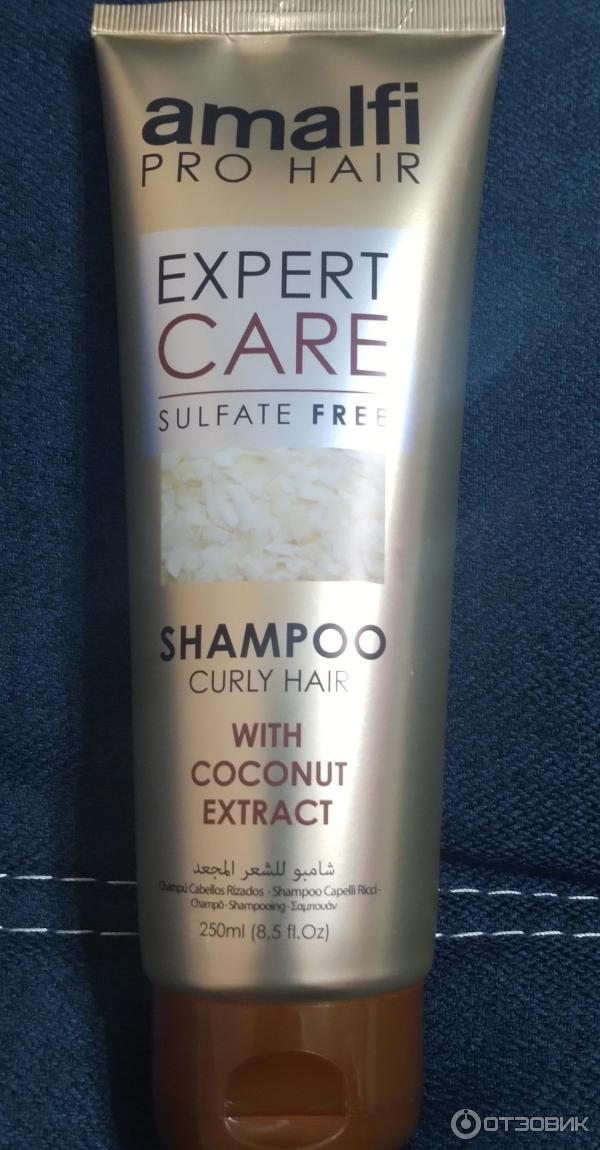 amalfi
PRO HAIR
EXPERT
CARE
SULFATE FREE
SHAMPOO
CURLY HAIR
WITH
COCONUT
EXTRACT
شامبو للشعر المجعد
Champú Cabellos Rizados · Shampoo Capelli Ricci ·
Champô · Shampooing · Σαμπουάν
250ml (8,5 fl.Oz)
ОТЗОВИК